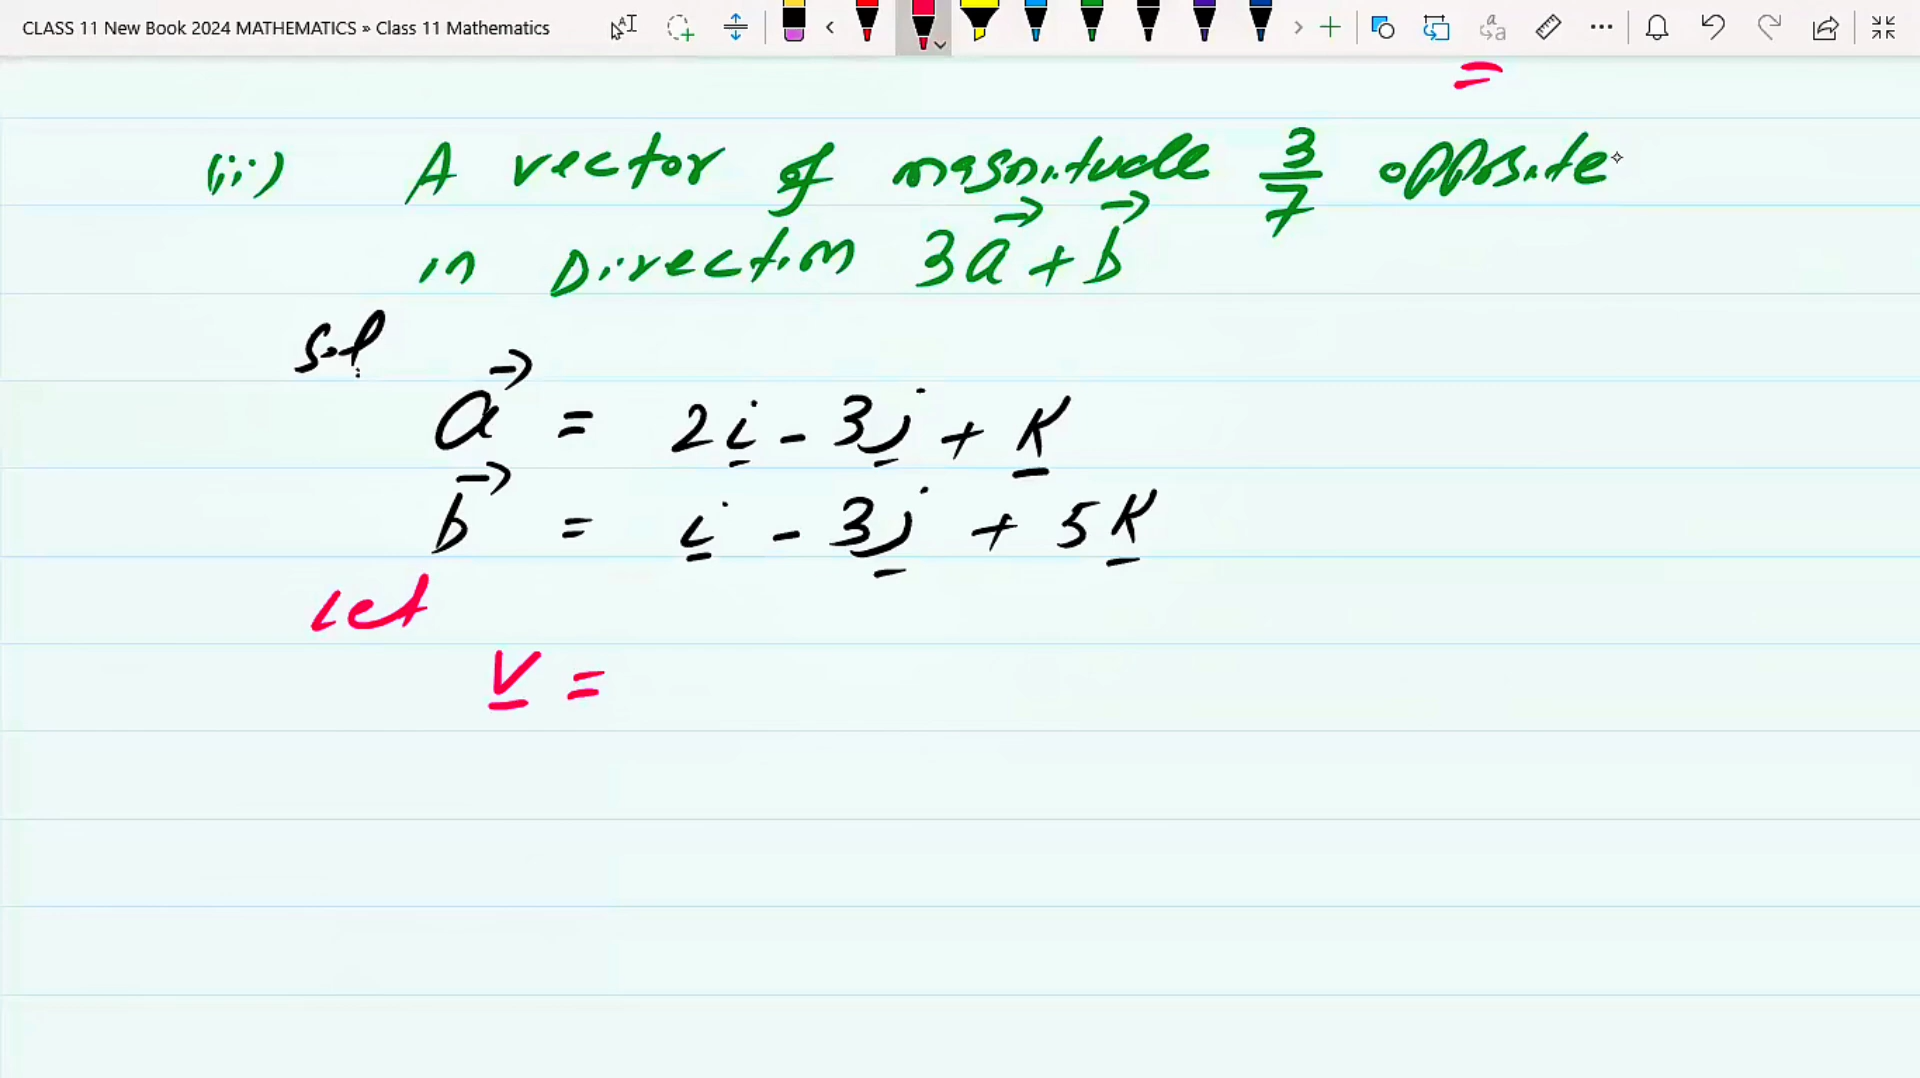 CLASS 11 New Book 2024 MATHEMATICS » Class 11 Mathematics
=
(ii) A vector of magnitude 3/7 opposite
in Direction 3a⃗ + b⃗
Sol:
a⃗ = 2i - 3j + K
b⃗ = i - 3j + 5K
let
V =